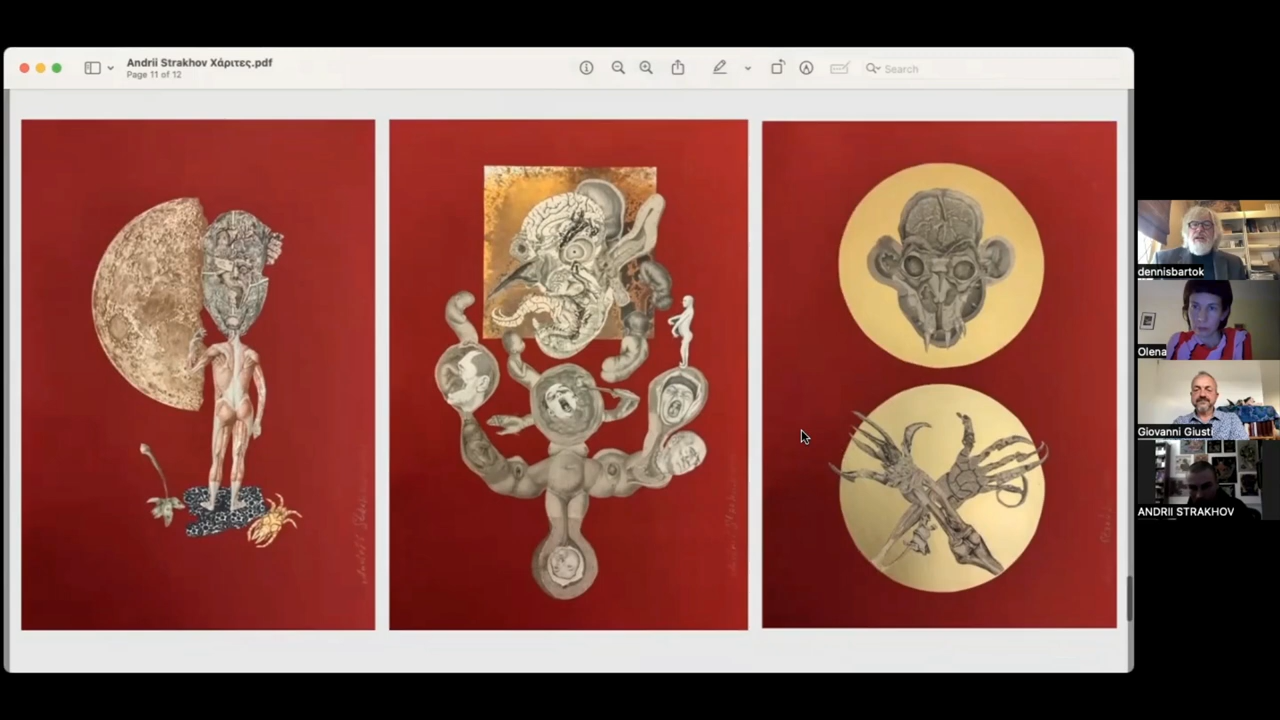 Andrii Strakhov Χάριτες.pdf
Page 11 of 12
Search
dennisbartok
Olena
Giovanni Giusti
ANDRII STRAKHOV